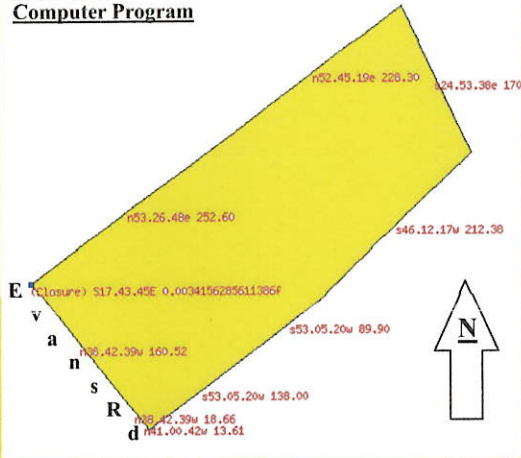 Computer Program
n52.45.19e 228.30
s24.53.38e 170
n53.26.48e 252.60
s46.12.17w 212.38
E v a n s R d
(Closure) S17.43.45E 0.0034156285611386f
N
s53.05.20w 89.90
n38.42.39w 160.52
s53.05.20w 138.00
n38.42.39w 18.66
n41.00.42w 13.61